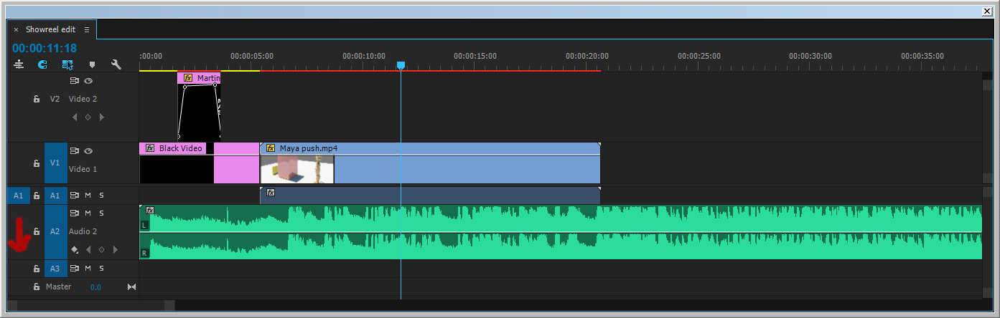 × Showreel edit
00:00:11:18
:00:00 00:00:05:00 00:00:10:00 00:00:15:00 00:00:20:00 00:00:25:00 00:00:30:00 00:00:35:00
fx Martin
V2 Video 2
fx Black Video fx Maya push.mp4
V1
Video 1
A1 A1 M S fx
M S fx
L
A2 Audio 2
R
A3 M S
Master 0.0